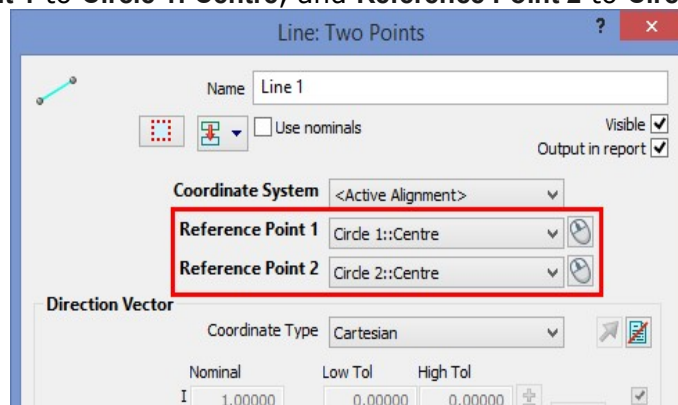 t 1 to Circle 1: Centre, and Reference Point 2 to Circ
Line: Two Points ? ×
Name Line 1
Use nominals Visible
Output in report
Coordinate System <Active Alignment>
Reference Point 1 Circle 1::Centre
Reference Point 2 Circle 2::Centre
Direction Vector
Coordinate Type Cartesian
Nominal Low Tol High Tol
I 1.00000 0.00000 0.00000